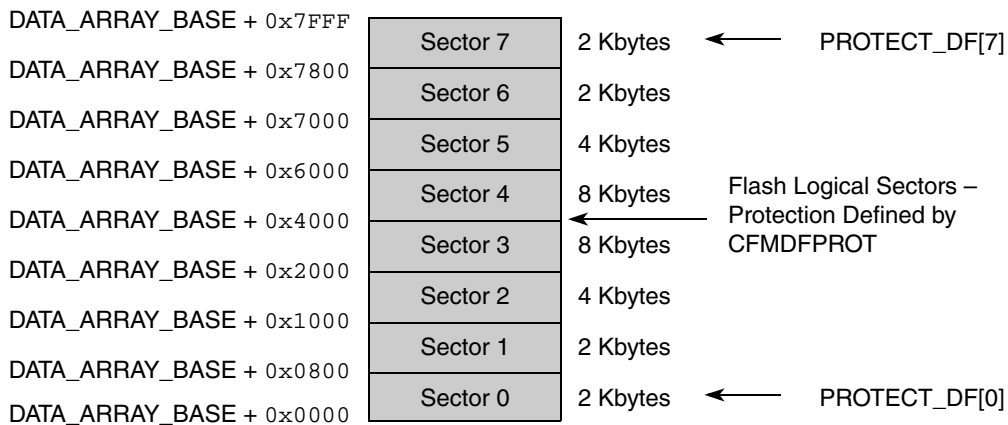 DATA_ARRAY_BASE + 0x7FFF
Sector 7
2 Kbytes
PROTECT_DF[7]
DATA_ARRAY_BASE + 0x7800
Sector 6
2 Kbytes
DATA_ARRAY_BASE + 0x7000
Sector 5
4 Kbytes
DATA_ARRAY_BASE + 0x6000
Sector 4
8 Kbytes
Flash Logical Sectors –
Protection Defined by
CFMDFPROT
DATA_ARRAY_BASE + 0x4000
Sector 3
8 Kbytes
DATA_ARRAY_BASE + 0x2000
Sector 2
4 Kbytes
DATA_ARRAY_BASE + 0x1000
Sector 1
2 Kbytes
DATA_ARRAY_BASE + 0x0800
Sector 0
2 Kbytes
PROTECT_DF[0]
DATA_ARRAY_BASE + 0x0000